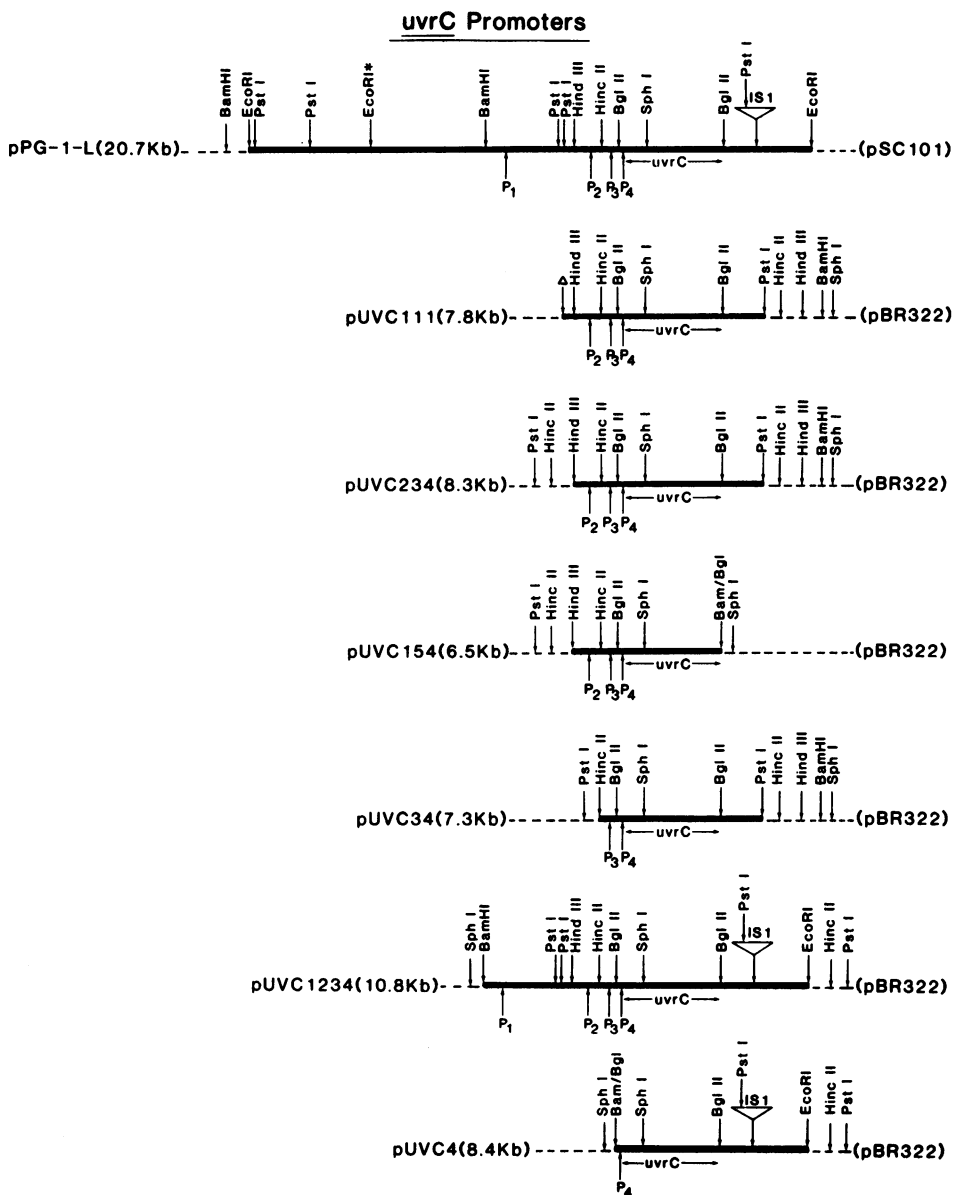 uvrC Promoters
BamHI EcoRI Pst I Pst I EcoRI* BamHI Pst I Pst I Hind III Hinc II Bgl II Sph I Bgl II Pst I IS1 EcoRI
pPG-1-L(20.7Kb) (pSC101)
P1 P2 P3 P4 uvrC
Δ Hind III Hinc II Bgl II Sph I Bgl II Pst I Hinc II Hind III BamHI Sph I
pUVC111(7.8Kb) (pBR322)
P2 P3 P4 uvrC
Pst I Hinc II Hind III Hinc II Bgl II Sph I Bgl II Pst I Hinc II Hind III BamHI Sph I
pUVC234(8.3Kb) (pBR322)
P2 P3 P4 uvrC
Pst I Hinc II Hind III Hinc II Bgl II Sph I Bam/Bgl Sph I
pUVC154(6.5Kb) (pBR322)
P2 P3 P4 uvrC
Pst I Hinc II Bgl II Sph I Bgl II Pst I Hinc II Hind III BamHI Sph I
pUVC34(7.3Kb) (pBR322)
P3 P4 uvrC
Sph I BamHI Pst I Pst I Hind III Hinc II Bgl II Sph I Bgl II Pst I IS1 EcoRI Hinc II Pst I
pUVC1234(10.8Kb) (pBR322)
P1 P2 P3 P4 uvrC
Sph I Bam/Bgl Sph I Bgl II Pst I IS1 EcoRI Hinc II Pst I
pUVC4(8.4Kb) (pBR322)
P4 uvrC